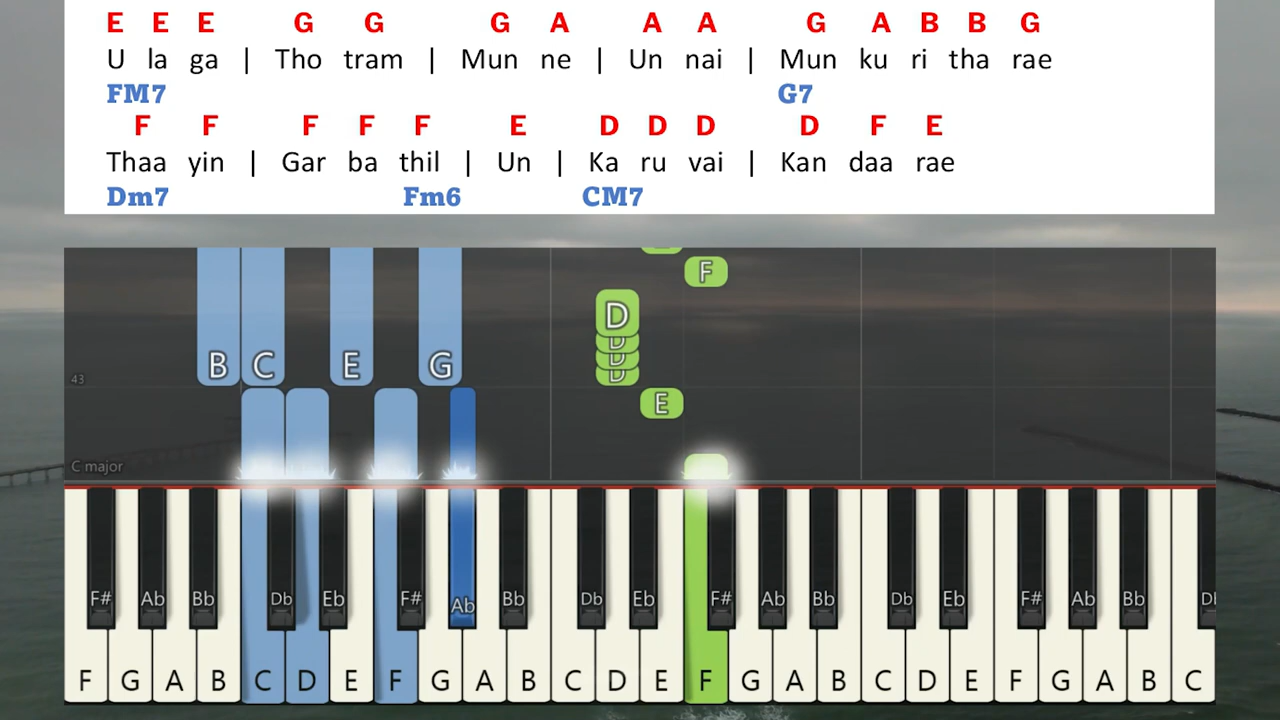 E E E G G G A A A G A B B G
U la ga | Tho tram | Mun ne | Un nai | Mun ku ri tha rae
FM7 G7
F F F F F E D D D D F E
Thaa yin | Gar ba thil | Un | Ka ru vai | Kan daa rae
Dm7 Fm6 CM7
F
D
B C E G D
D
43 D
E
C major
F# Ab Bb Db Eb F# Ab Bb Db Eb F# Ab Bb Db Eb F# Ab Bb
F G A B C D E F G A B C D E F G A B C D E F G A B C